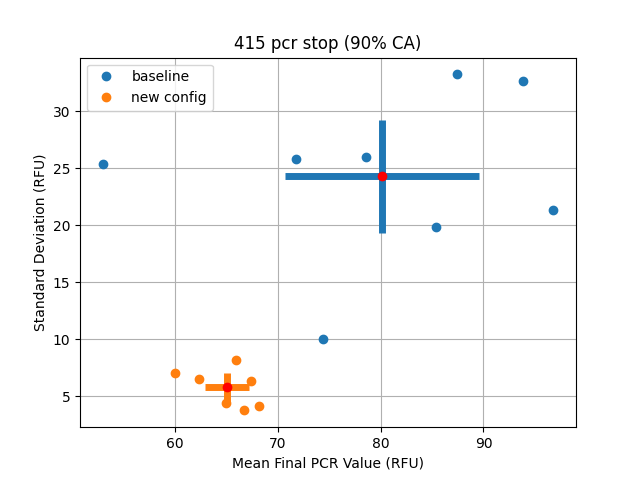 415 pcr stop (90% CA)
baseline
new config
30
25
20
15
10
5
Standard Deviation (RFU)
60 70 80 90
Mean Final PCR Value (RFU)